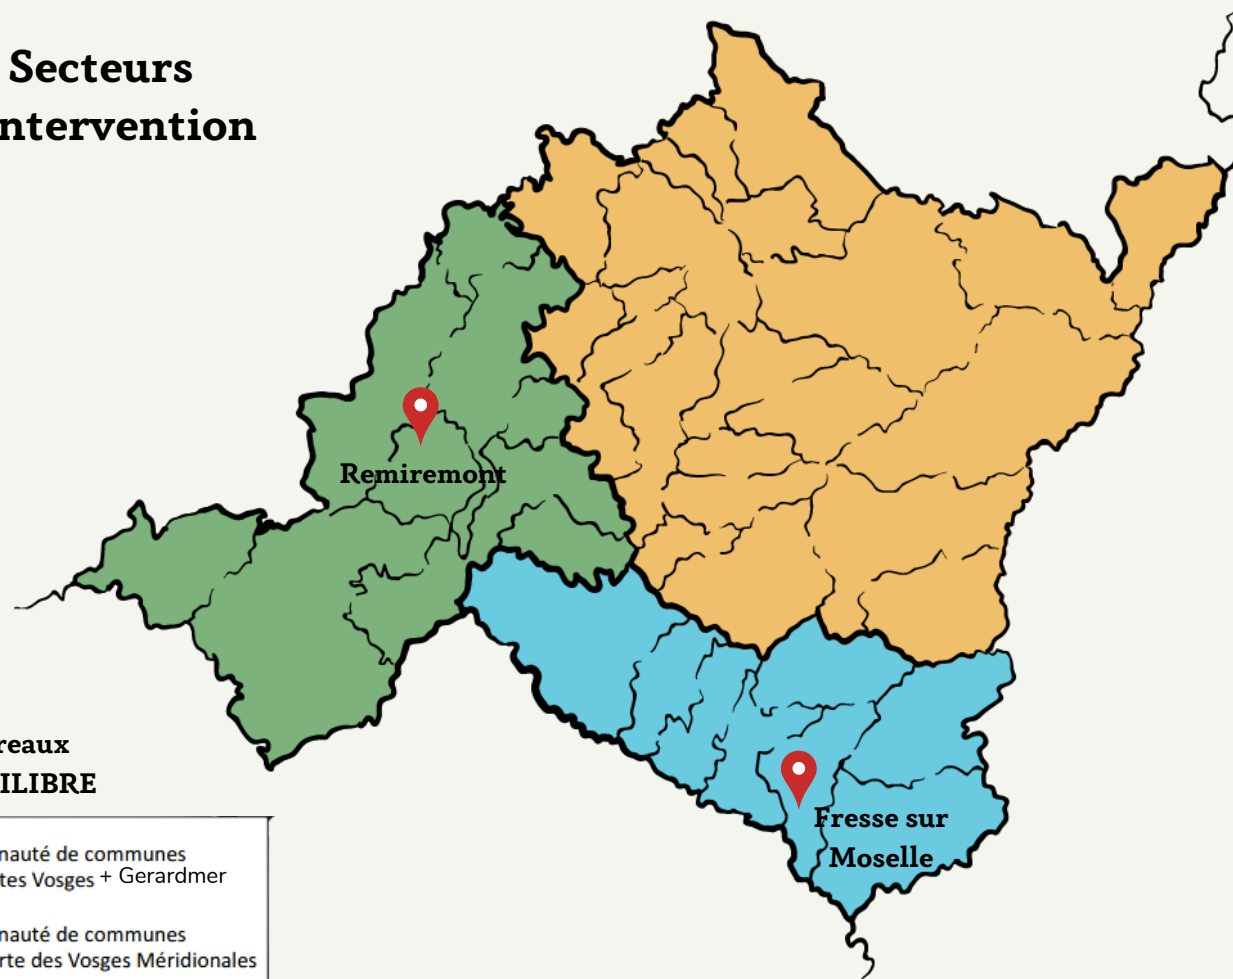 Secteurs
ntervention
Remiremont
reaux
ILIBRE
Fresse sur
Moselle
nauté de communes
tes Vosges + Gerardmer
nauté de communes
rte des Vosges Méridionales